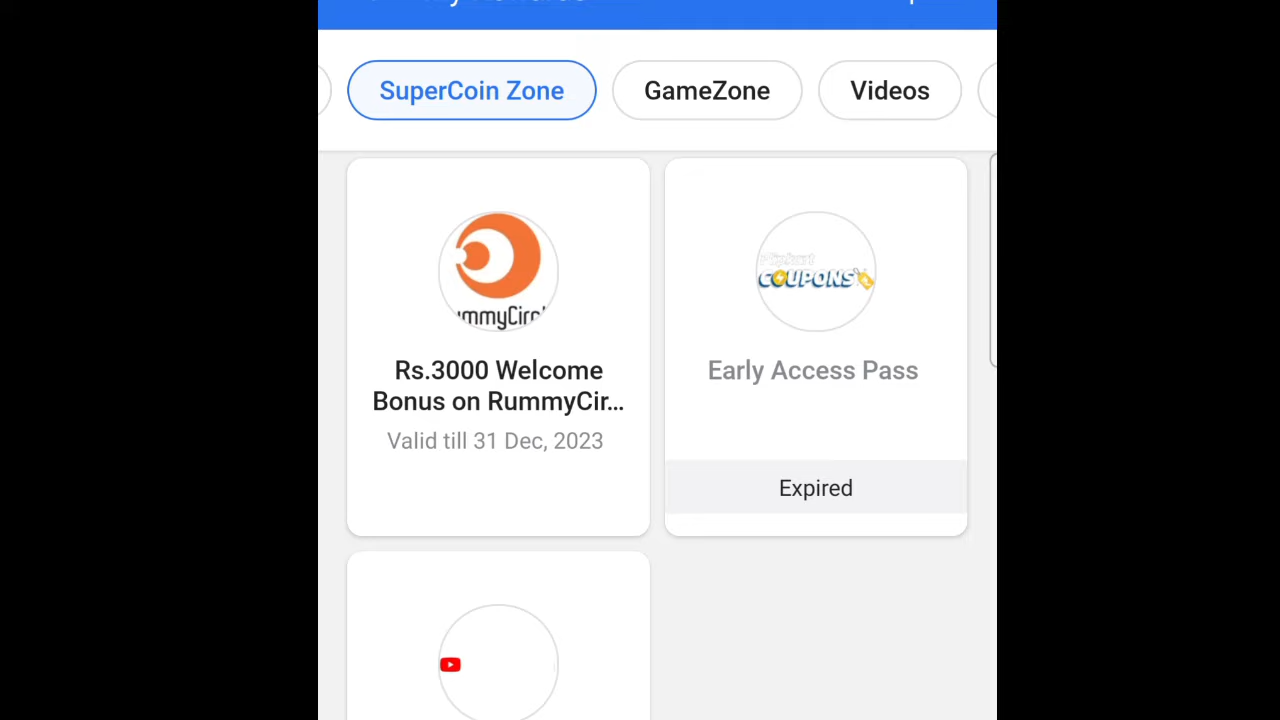 SuperCoin Zone
GameZone
Videos
Rs.3000 Welcome
Bonus on RummyCir...
Valid till 31 Dec, 2023
COUPONS
Early Access Pass
Expired